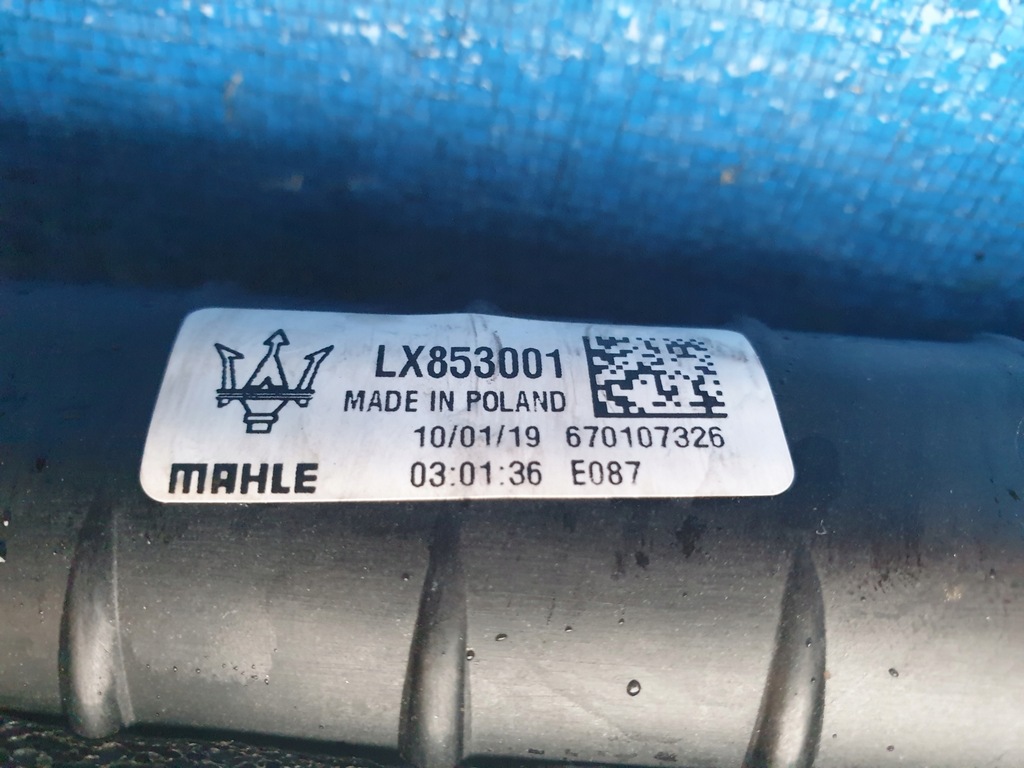 LX853001
MADE IN POLAND
10/01/19 670107326
03:01:36 E087
MAHLE